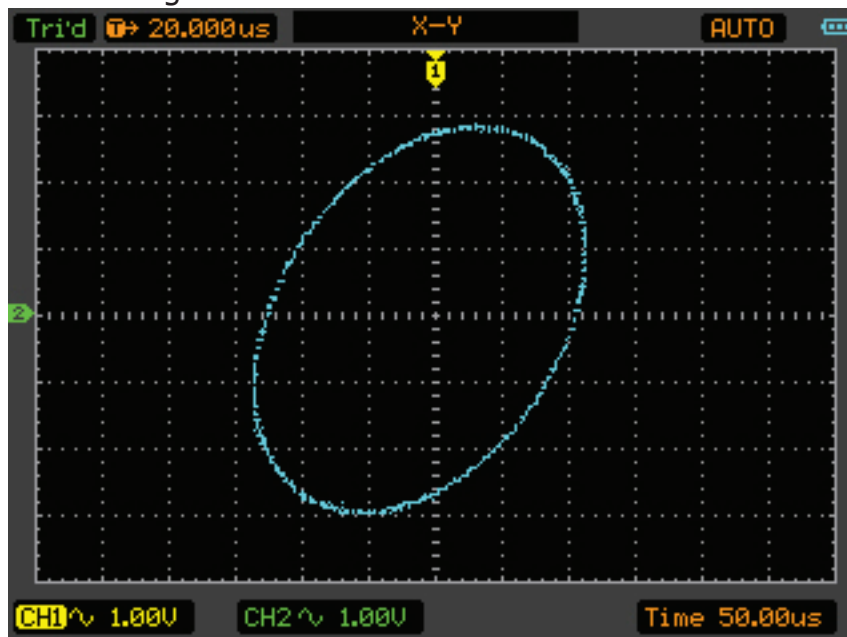 Tri'd T→ 20.000us X-Y AUTO
1
2
CH1∿ 1.00V CH2∿ 1.00V Time 50.00us